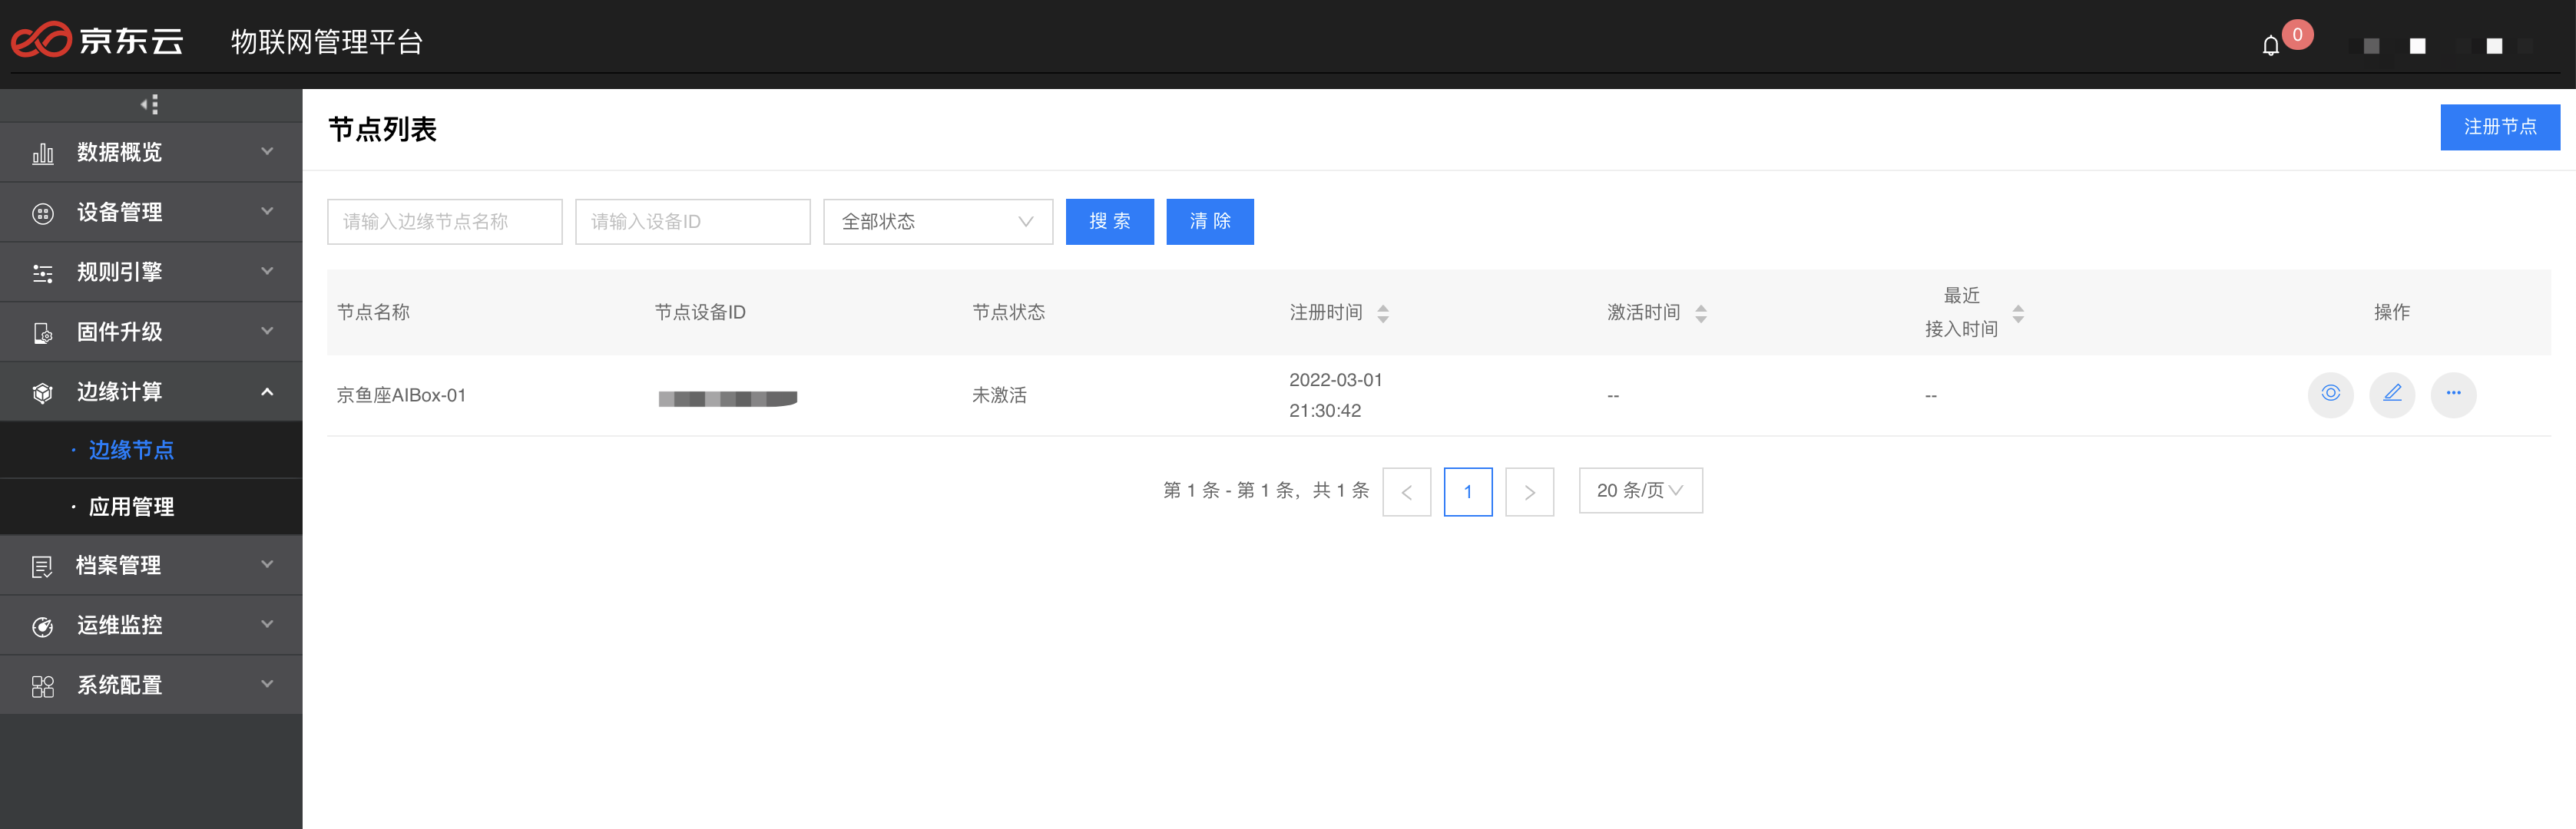 京东云 物联网管理平台
0
数据概览
设备管理
规则引擎
固件升级
边缘计算
· 边缘节点
· 应用管理
档案管理
运维监控
系统配置
节点列表
注册节点
请输入边缘节点名称 请输入设备ID 全部状态 搜 索 清 除
节点名称 节点设备ID 节点状态 注册时间 激活时间 最近
接入时间 操作
京鱼座AIBox-01 未激活 2022-03-01
21:30:42 -- --
第 1 条 - 第 1 条，共 1 条 < 1 > 20 条/页